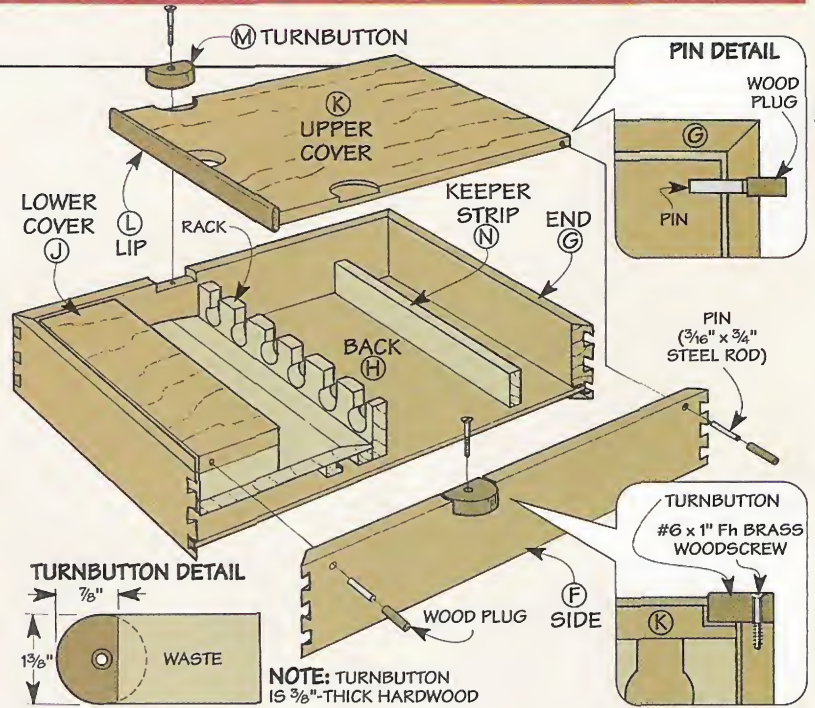 M TURNBUTTON
PIN DETAIL
WOOD
PLUG
G
PIN
K
UPPER
COVER
LOWER
COVER
J
L
LIP
RACK
KEEPER
STRIP
N
END
G
BACK
H
PIN
(3/16" x 3/4"
STEEL ROD)
TURNBUTTON
#6 x 1" Fh BRASS
WOODSCREW
K
F
SIDE
WOOD PLUG
TURNBUTTON DETAIL
7/8"
1 3/8"
WASTE
NOTE: TURNBUTTON
IS 3/8"-THICK HARDWOOD